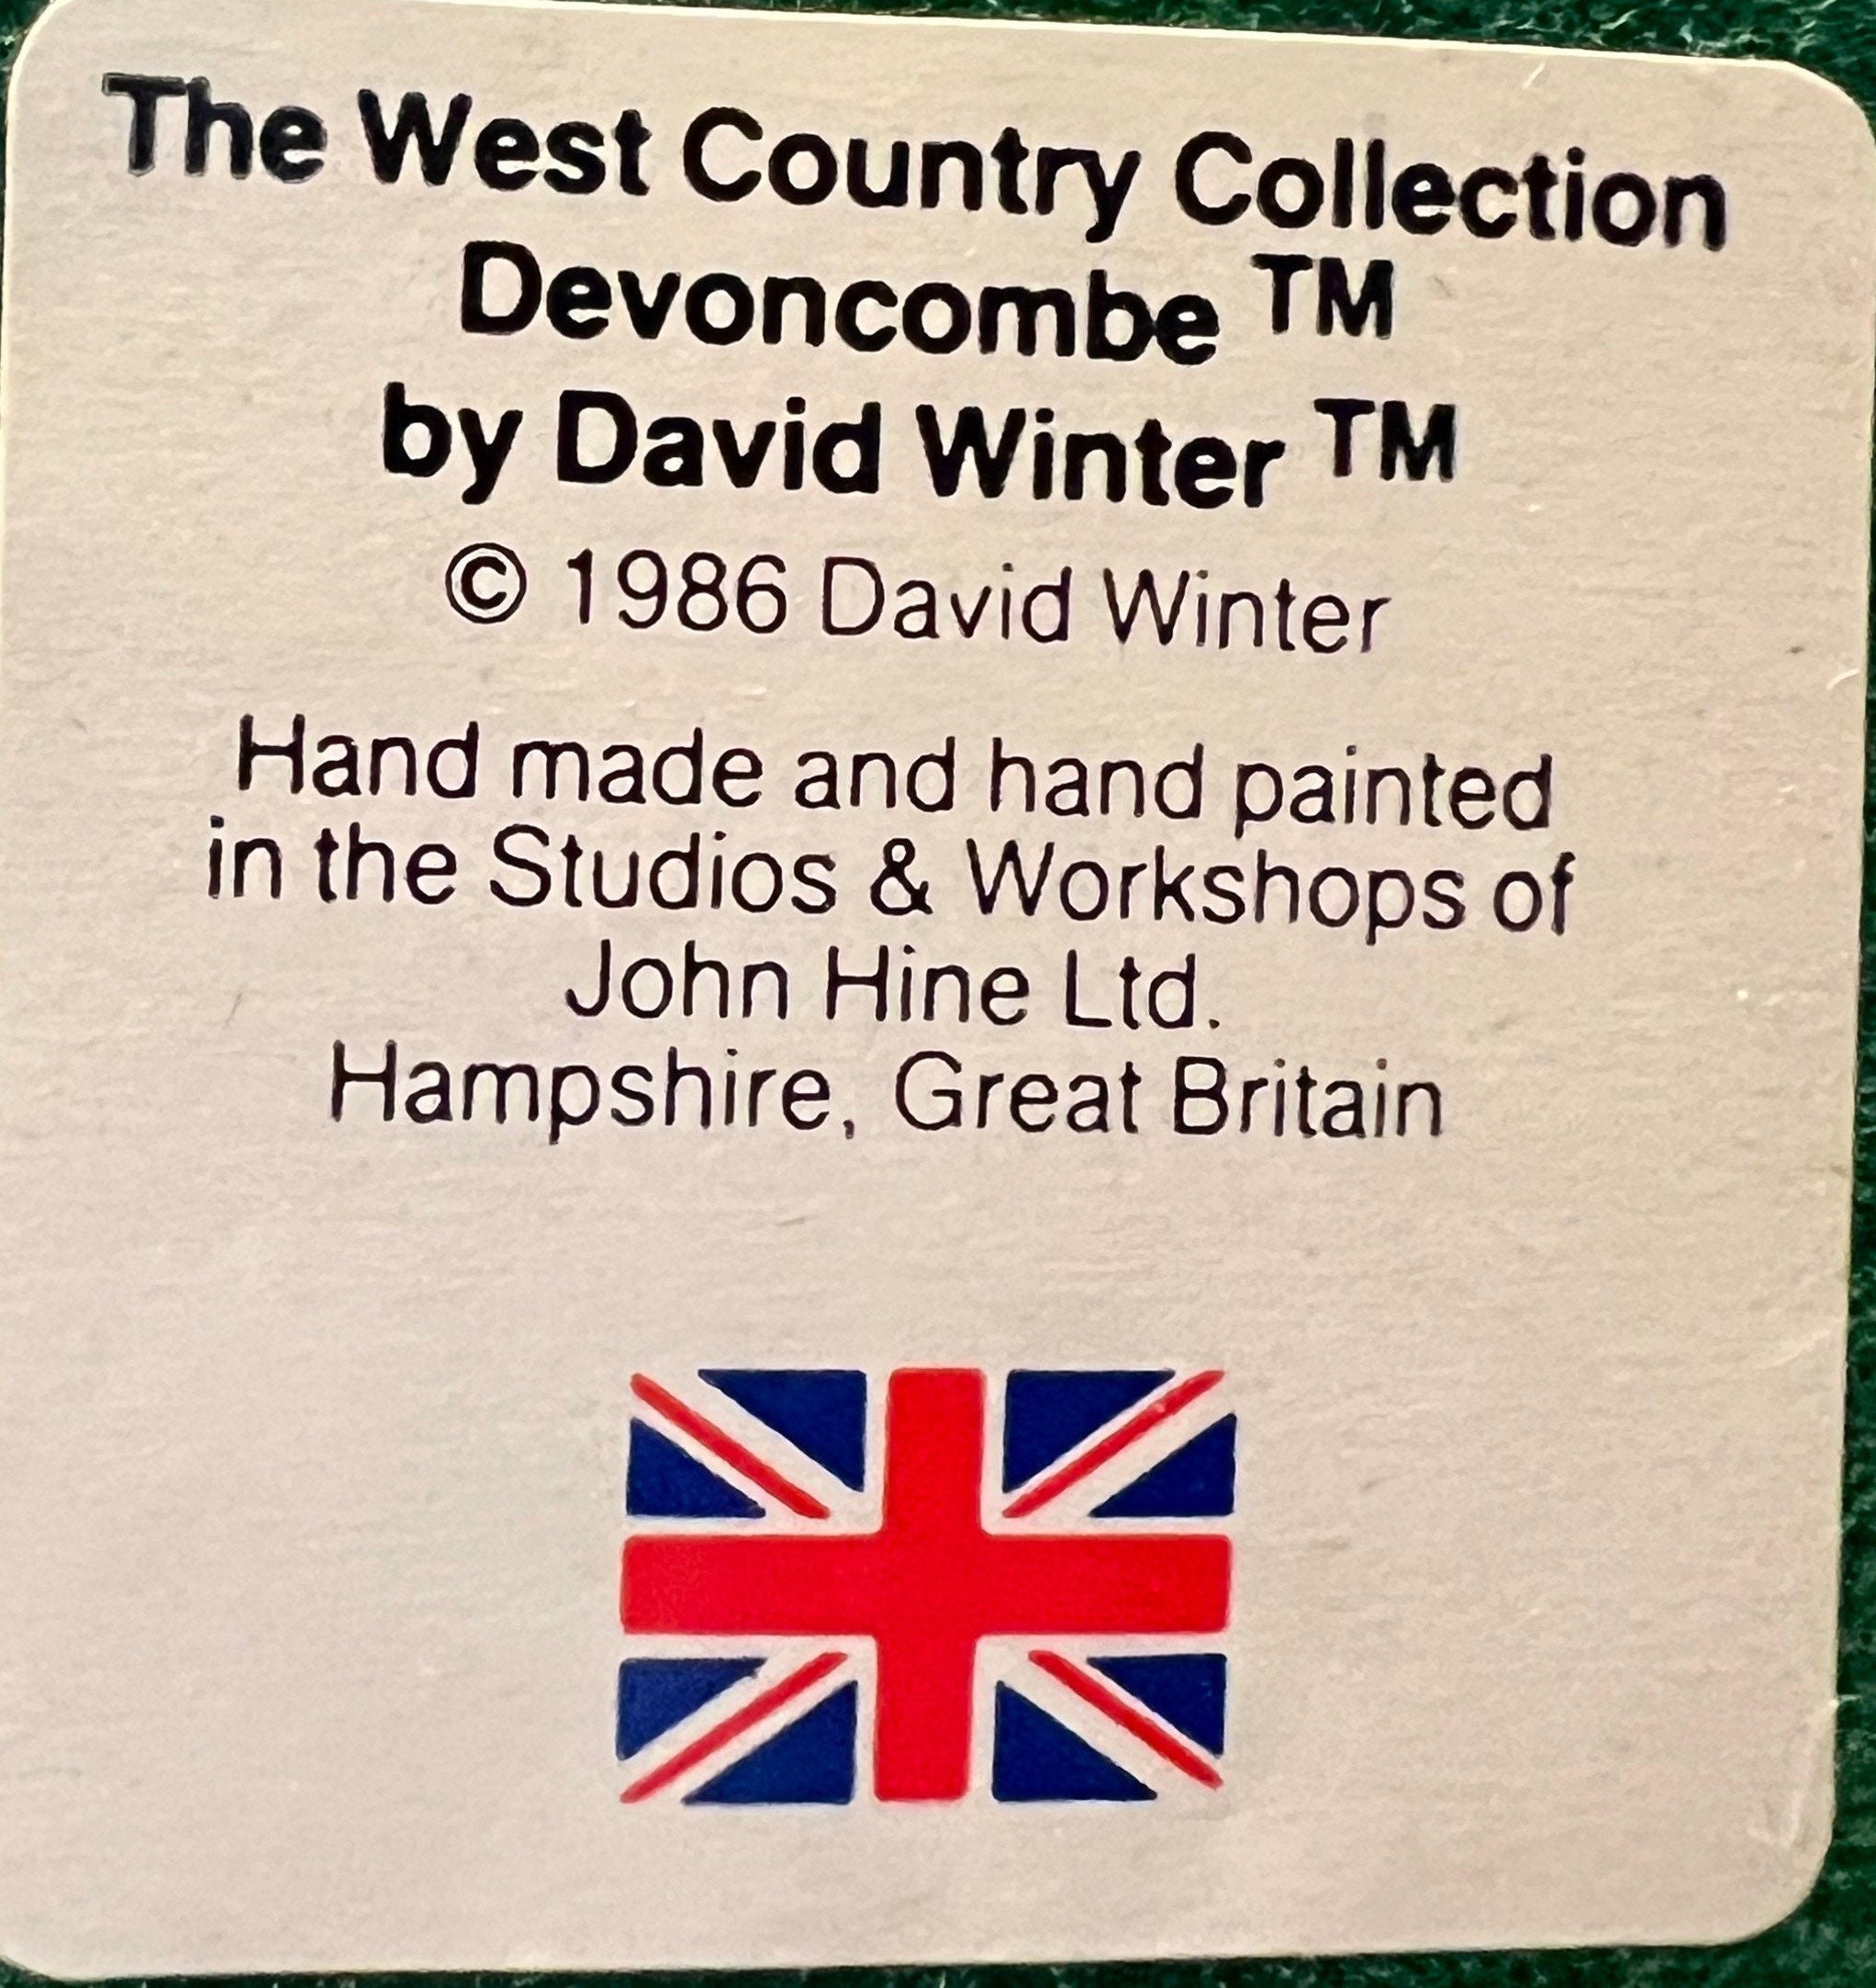 The West Country Collection
Devoncombe ™
by David Winter ™
© 1986 David Winter
Hand made and hand painted
in the Studios & Workshops of
John Hine Ltd.
Hampshire, Great Britain